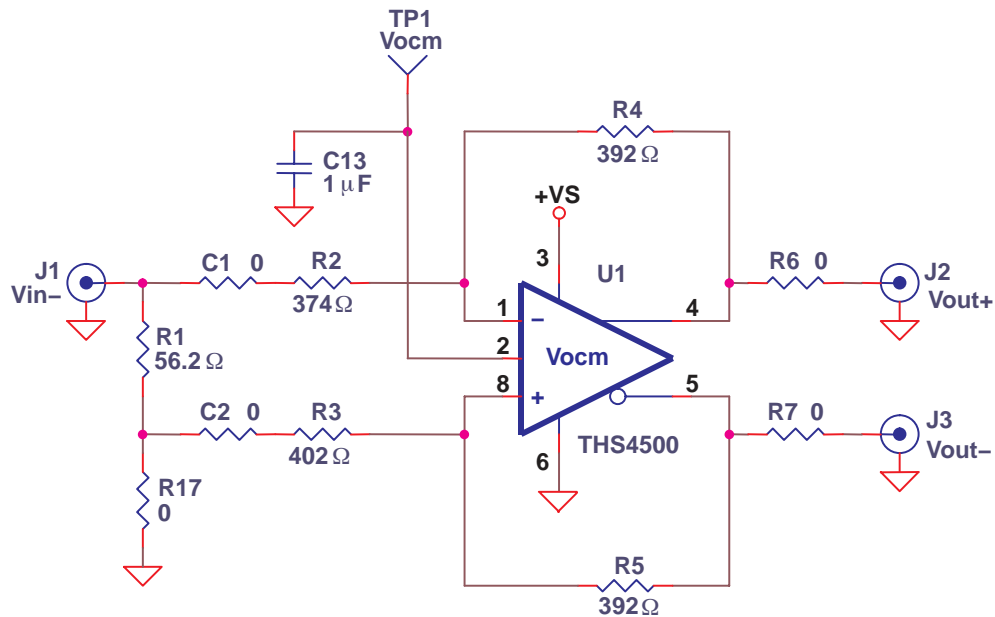 TP1
Vocm
R4
392 Ω
C13
1 μF
+VS
3
U1
J1
Vin–
C1 0
R2
374 Ω
R6 0
J2
Vout+
1
–
4
R1
56.2 Ω
2
Vocm
8
+
5
C2 0
R3
402 Ω
THS4500
R7 0
J3
Vout–
6
R17
0
R5
392 Ω